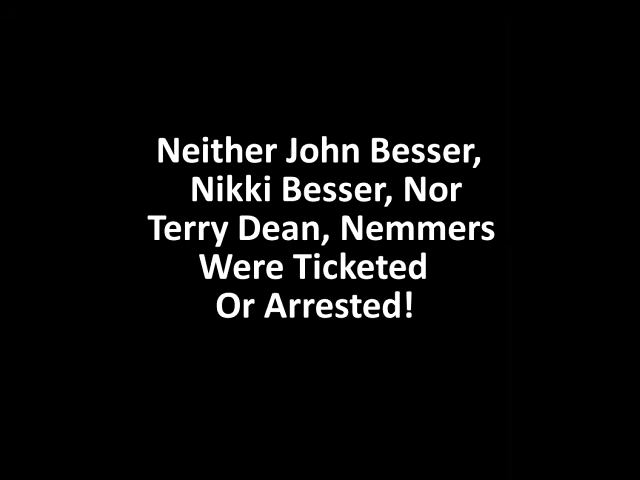 Neither John Besser,
Nikki Besser, Nor
Terry Dean, Nemmers
Were Ticketed
Or Arrested!